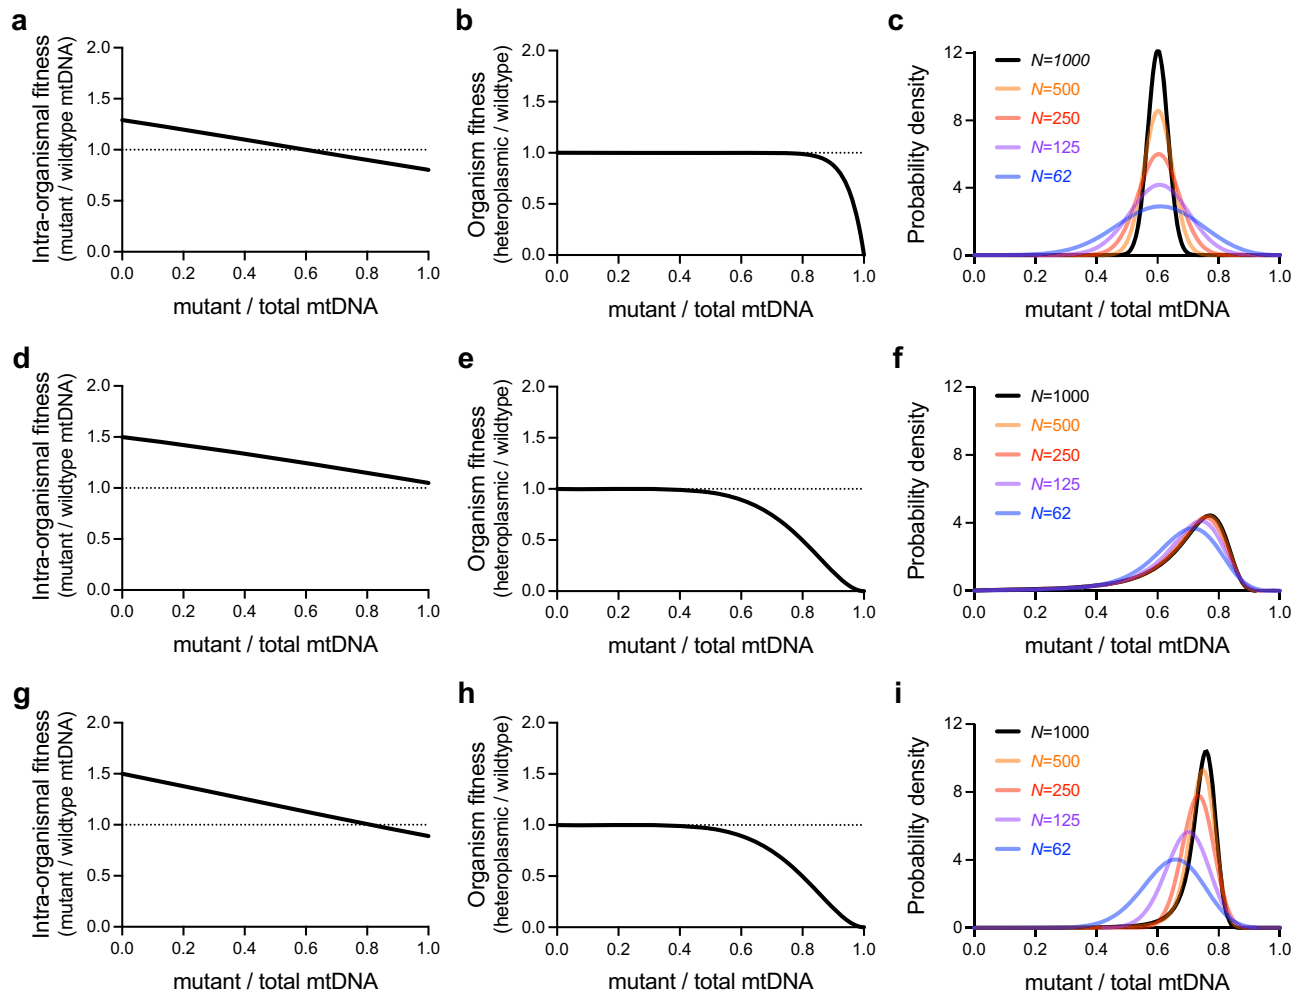 a
Intra-organismal fitness
(mutant / wildtype mtDNA)
2.0
1.5
1.0
0.5
0.0
0.0 0.2 0.4 0.6 0.8 1.0
mutant / total mtDNA
b
Organism fitness
(heteroplasmic / wildtype)
2.0
1.5
1.0
0.5
0.0
0.0 0.2 0.4 0.6 0.8 1.0
mutant / total mtDNA
c
Probability density
12
8
4
0
N=1000
N=500
N=250
N=125
N=62
0.0 0.2 0.4 0.6 0.8 1.0
mutant / total mtDNA
d
Intra-organismal fitness
(mutant / wildtype mtDNA)
2.0
1.5
1.0
0.5
0.0
0.0 0.2 0.4 0.6 0.8 1.0
mutant / total mtDNA
e
Organism fitness
(heteroplasmic / wildtype)
2.0
1.5
1.0
0.5
0.0
0.0 0.2 0.4 0.6 0.8 1.0
mutant / total mtDNA
f
Probability density
12
8
4
0
N=1000
N=500
N=250
N=125
N=62
0.0 0.2 0.4 0.6 0.8 1.0
mutant / total mtDNA
g
Intra-organismal fitness
(mutant / wildtype mtDNA)
2.0
1.5
1.0
0.5
0.0
0.0 0.2 0.4 0.6 0.8 1.0
mutant / total mtDNA
h
Organism fitness
(heteroplasmic / wildtype)
2.0
1.5
1.0
0.5
0.0
0.0 0.2 0.4 0.6 0.8 1.0
mutant / total mtDNA
i
Probability density
12
8
4
0
N=1000
N=500
N=250
N=125
N=62
0.0 0.2 0.4 0.6 0.8 1.0
mutant / total mtDNA